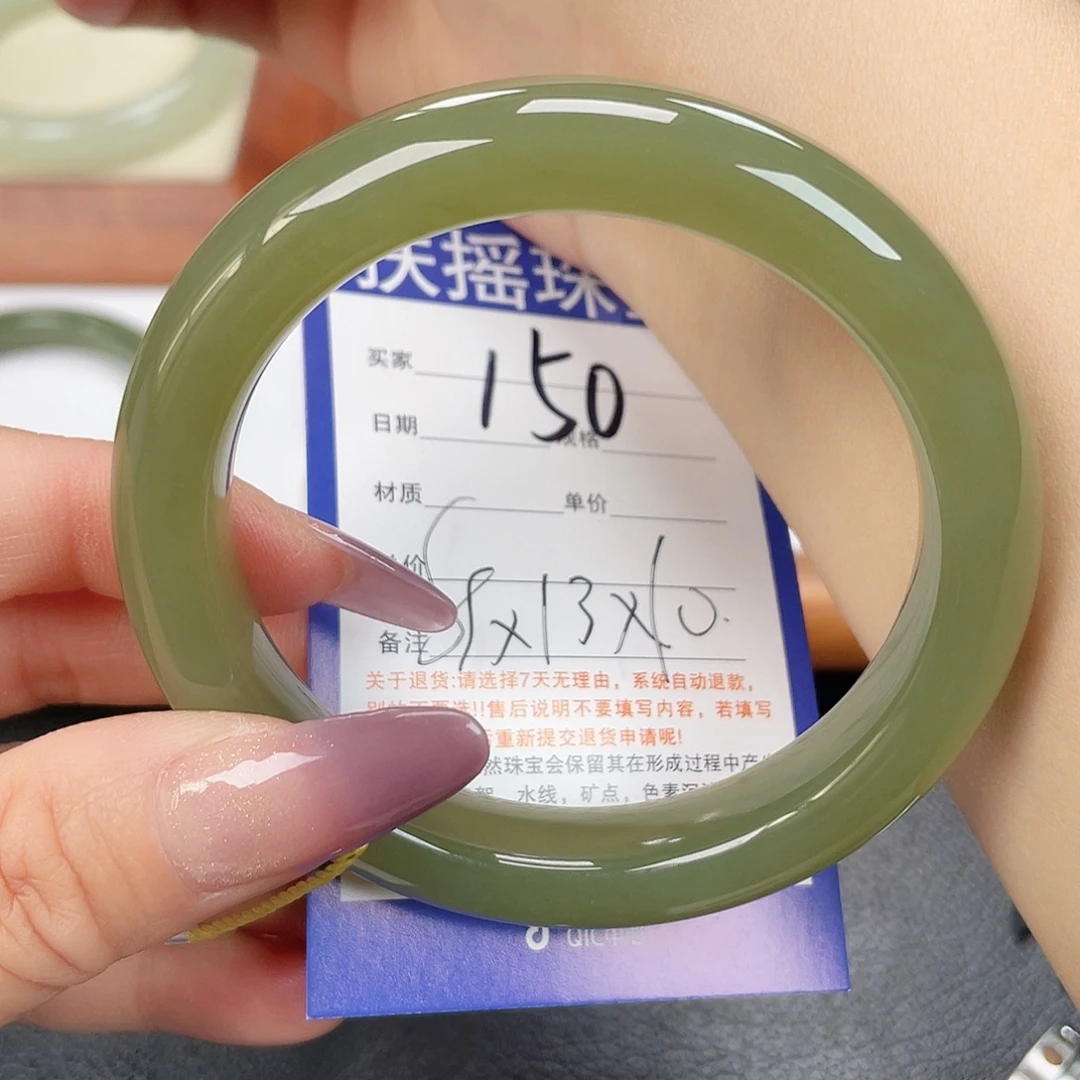 扶摇珠
买家
150
日期 规格
材质 单价
价
备注 58x13x10.
关于退货:请选择7天无理由，系统自动退款，
!!售后说明不要填写内容，若填写
重新提交退货申请呢!
然珠宝会保留其在形成过程中产
絮、水线，矿点，色素沉
QIC